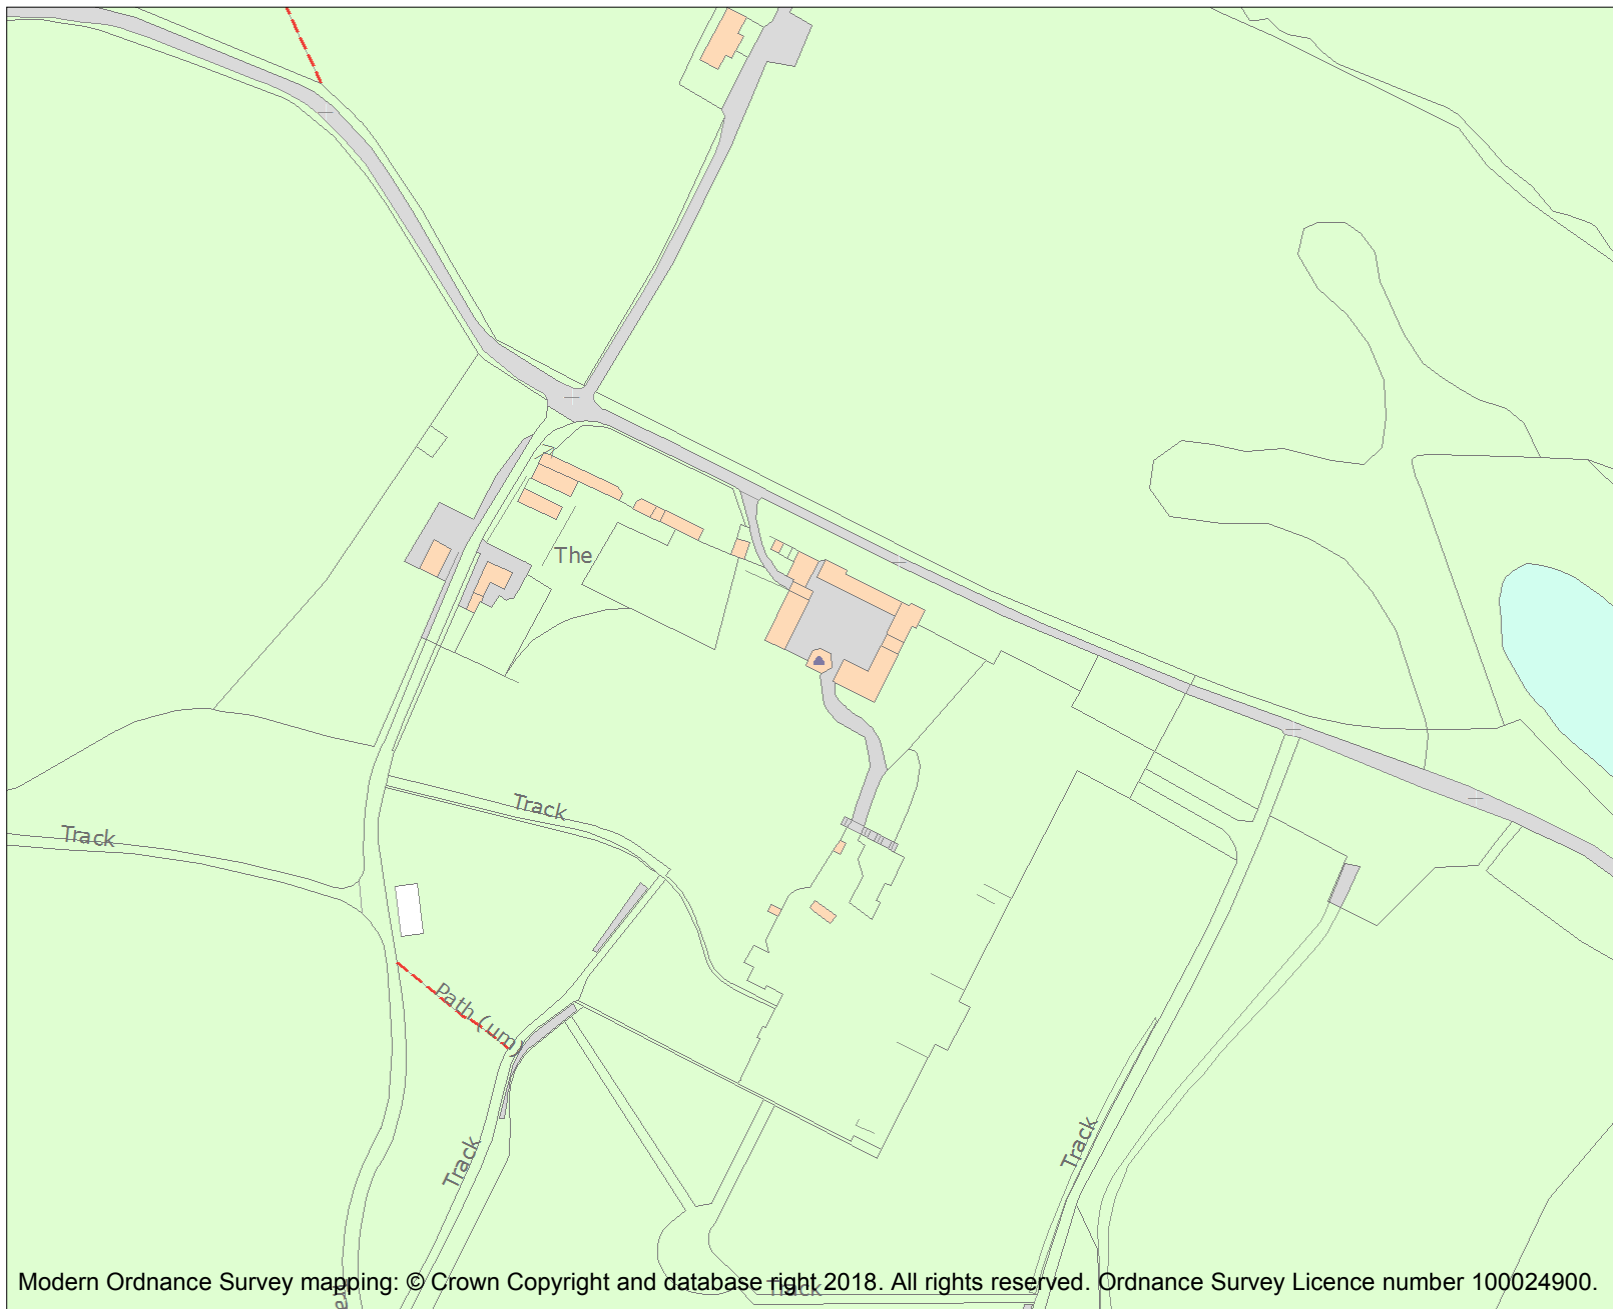 The
Track
Track
Path (um)
Track
Track
Track
Modern Ordnance Survey mapping: © Crown Copyright and database right 2018. All rights reserved. Ordnance Survey Licence number 100024900.